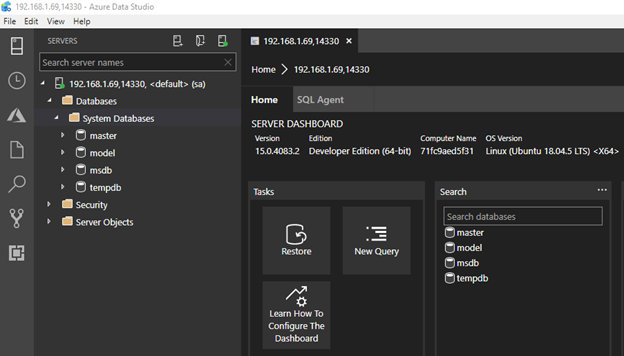 192.168.1.69,14330 - Azure Data Studio
File Edit View Help
SERVERS
Search server names
192.168.1.69,14330, <default> (sa)
Databases
System Databases
master
model
msdb
tempdb
Security
Server Objects
192.168.1.69,14330
Home 192.168.1.69,14330
Home SQL Agent
SERVER DASHBOARD
Version Edition Computer Name OS Version
15.0.4083.2 Developer Edition (64-bit) 71fc9aed5f31 Linux (Ubuntu 18.04.5 LTS) <X64>
Tasks
Restore
New Query
Learn How To
Configure The
Dashboard
Search
Search databases
master
model
msdb
tempdb